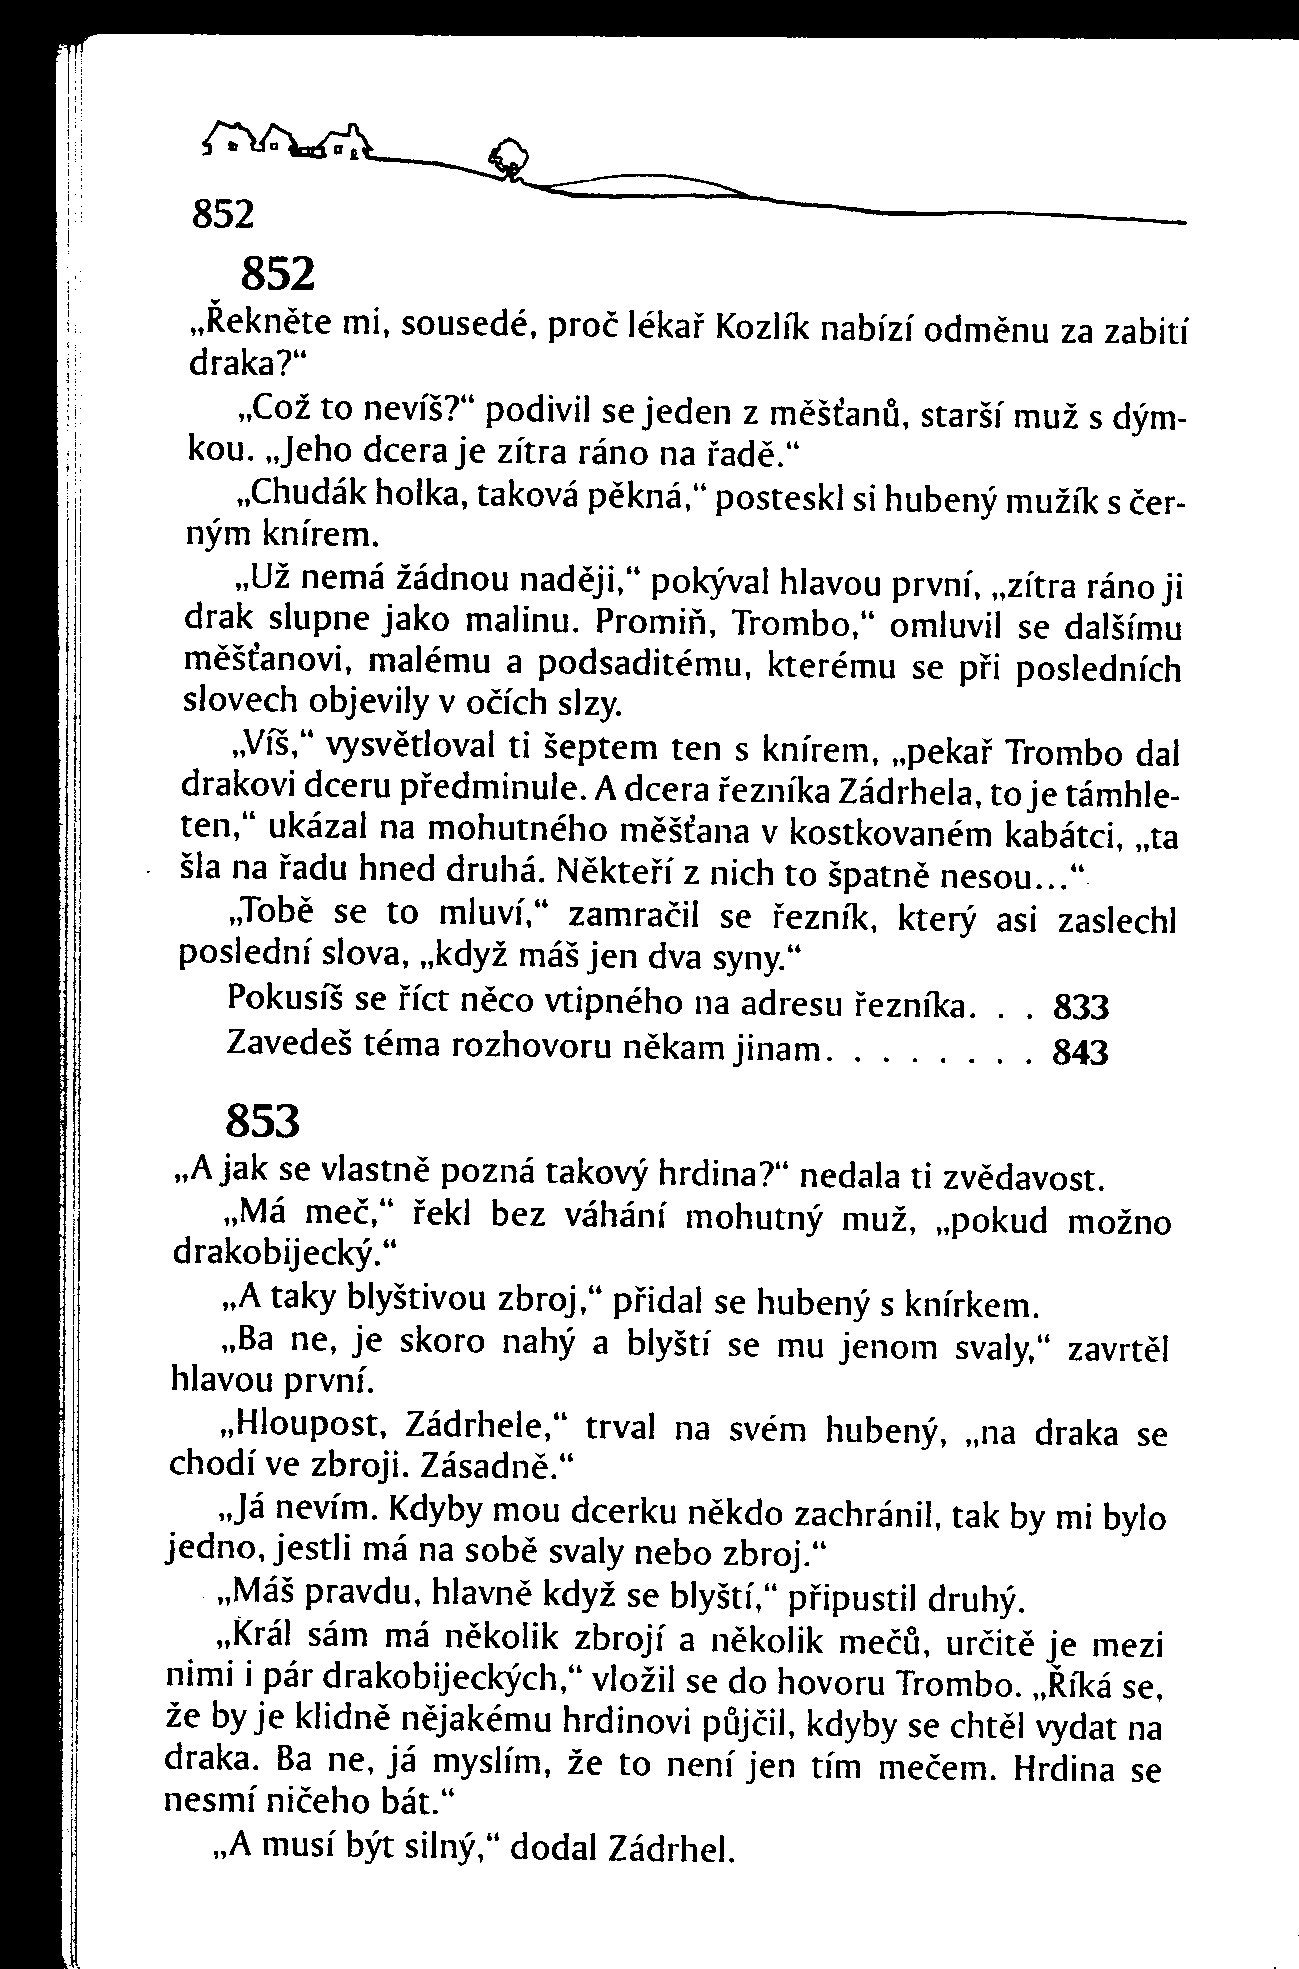 852
852
„Řekněte mi, sousedé, proč lékař Kozlík nabízí odměnu za zabití
draka?“
„Což to nevíš?“ podivil se jeden z měšťanů, starší muž s dým-
kou. „Jeho dcera je zítra ráno na řadě.“
„Chudák holka, taková pěkná,“ posteskl si hubený mužík s čer-
ným knírem.
„Už nemá žádnou naději,“ pokýval hlavou první, „zítra ráno ji
drak slupne jako malinu. Promiň, Trombo,“ omluvil se dalšímu
měšťanovi, malému a podsaditému, kterému se při posledních
slovech objevily v očích slzy.
„Víš,“ vysvětloval ti šeptem ten s knírem, „pekař Trombo dal
drakovi dceru předminule. A dcera řezníka Zádrhela, to je támhle-
ten,“ ukázal na mohutného měšťana v kostkovaném kabátci, „ta
šla na řadu hned druhá. Někteří z nich to špatně nesou...“
„Tobě se to mluví,“ zamračil se řezník, který asi zaslechl
poslední slova, „když máš jen dva syny.“
Pokusíš se říct něco vtipného na adresu řezníka. . . 833
Zavedeš téma rozhovoru někam jinam. . . . . . . . 843
853
„A jak se vlastně pozná takový hrdina?“ nedala ti zvědavost.
„Má meč,“ řekl bez váhání mohutný muž, „pokud možno
drakobijecký.“
„A taky blyštivou zbroj,“ přidal se hubený s knírkem.
„Ba ne, je skoro nahý a blyští se mu jenom svaly,“ zavrtěl
hlavou první.
„Hloupost, Zádrhele,“ trval na svém hubený, „na draka se
chodí ve zbroji. Zásadně.“
„Já nevím. Kdyby mou dcerku někdo zachránil, tak by mi bylo
jedno, jestli má na sobě svaly nebo zbroj.“
„Máš pravdu, hlavně když se blyští,“ připustil druhý.
„Král sám má několik zbrojí a několik mečů, určitě je mezi
nimi i pár drakobijeckých,“ vložil se do hovoru Trombo. „Říká se,
že by je klidně nějakému hrdinovi půjčil, kdyby se chtěl vydat na
draka. Ba ne, já myslím, že to není jen tím mečem. Hrdina se
nesmí ničeho bát.“
„A musí být silný,“ dodal Zádrhel.